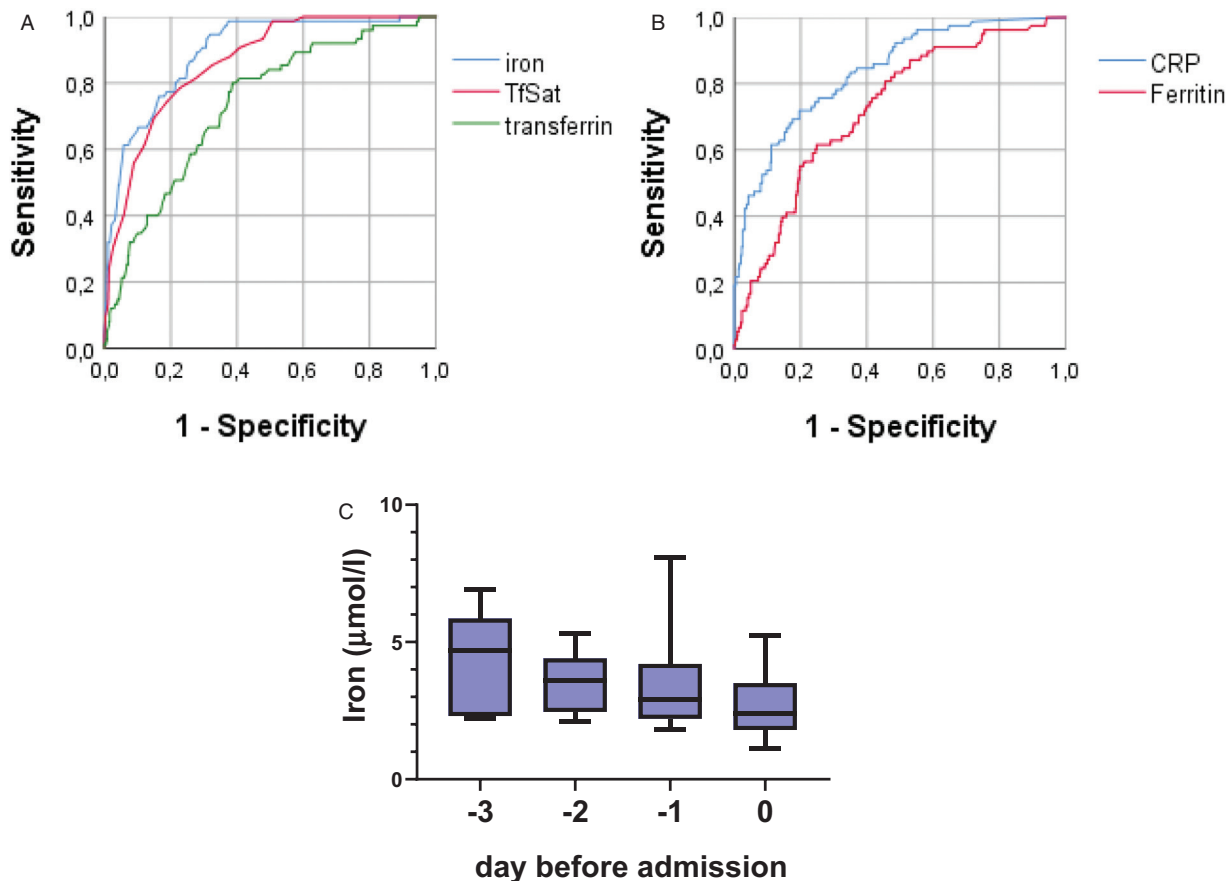 A
1,0
0,8
0,6
0,4
0,2
0,0
Sensitivity
0,0 0,2 0,4 0,6 0,8 1,0
1 - Specificity
iron
TfSat
transferrin
B
1,0
0,8
0,6
0,4
0,2
0,0
Sensitivity
0,0 0,2 0,4 0,6 0,8 1,0
1 - Specificity
CRP
Ferritin
C
10
5
0
Iron (μmol/l)
-3 -2 -1 0
day before admission